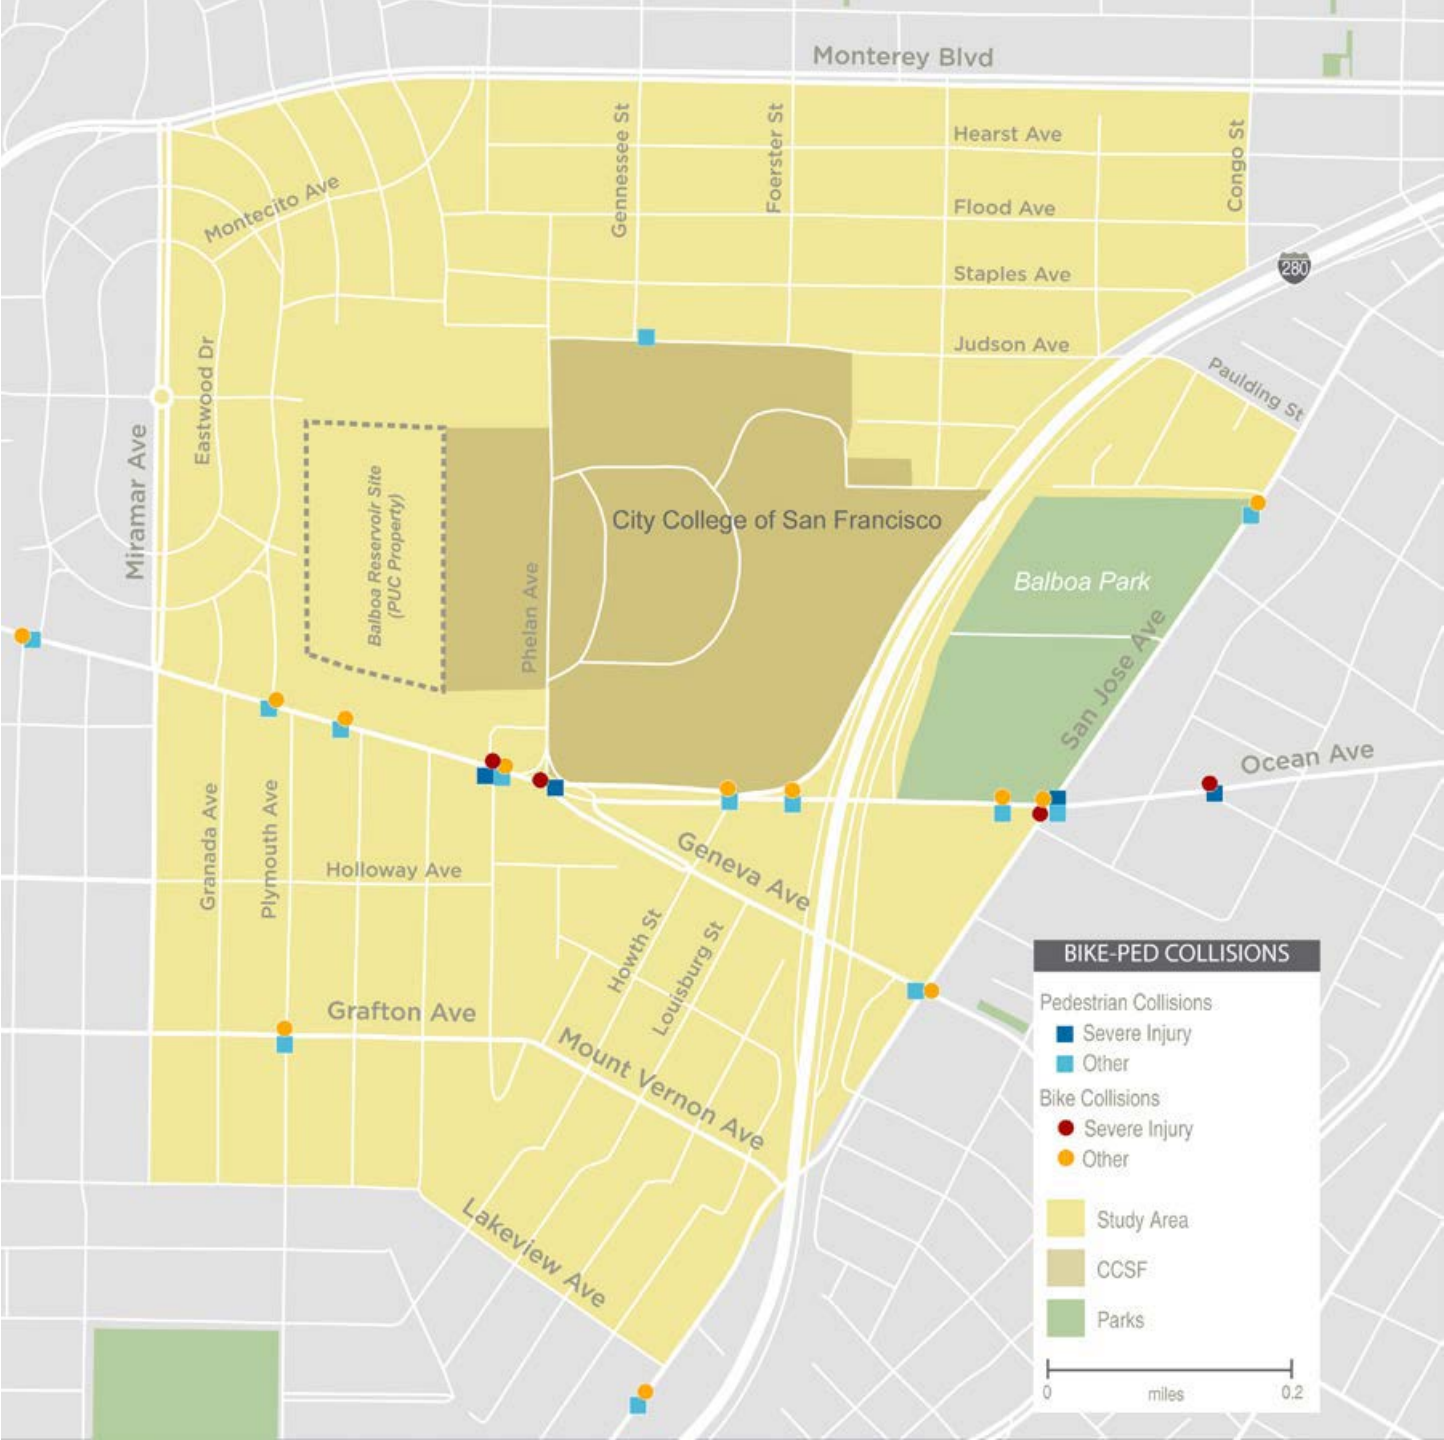 Monterey Blvd
Gennessee St
Foerster St
Hearst Ave
Congo St
Montecito Ave
Flood Ave
280
Staples Ave
Judson Ave
Paulding St
Eastwood Dr
Miramar Ave
Balboa Reservoir Site
(PUC Property)
City College of San Francisco
Phelan Ave
Balboa Park
San Jose Ave
Ocean Ave
Granada Ave
Plymouth Ave
Holloway Ave
Geneva Ave
Howth St
Louisburg St
Grafton Ave
Mount Vernon Ave
Lakeview Ave
BIKE-PED COLLISIONS
Pedestrian Collisions
Severe Injury
Other
Bike Collisions
Severe Injury
Other
Study Area
CCSF
Parks
0 miles 0.2